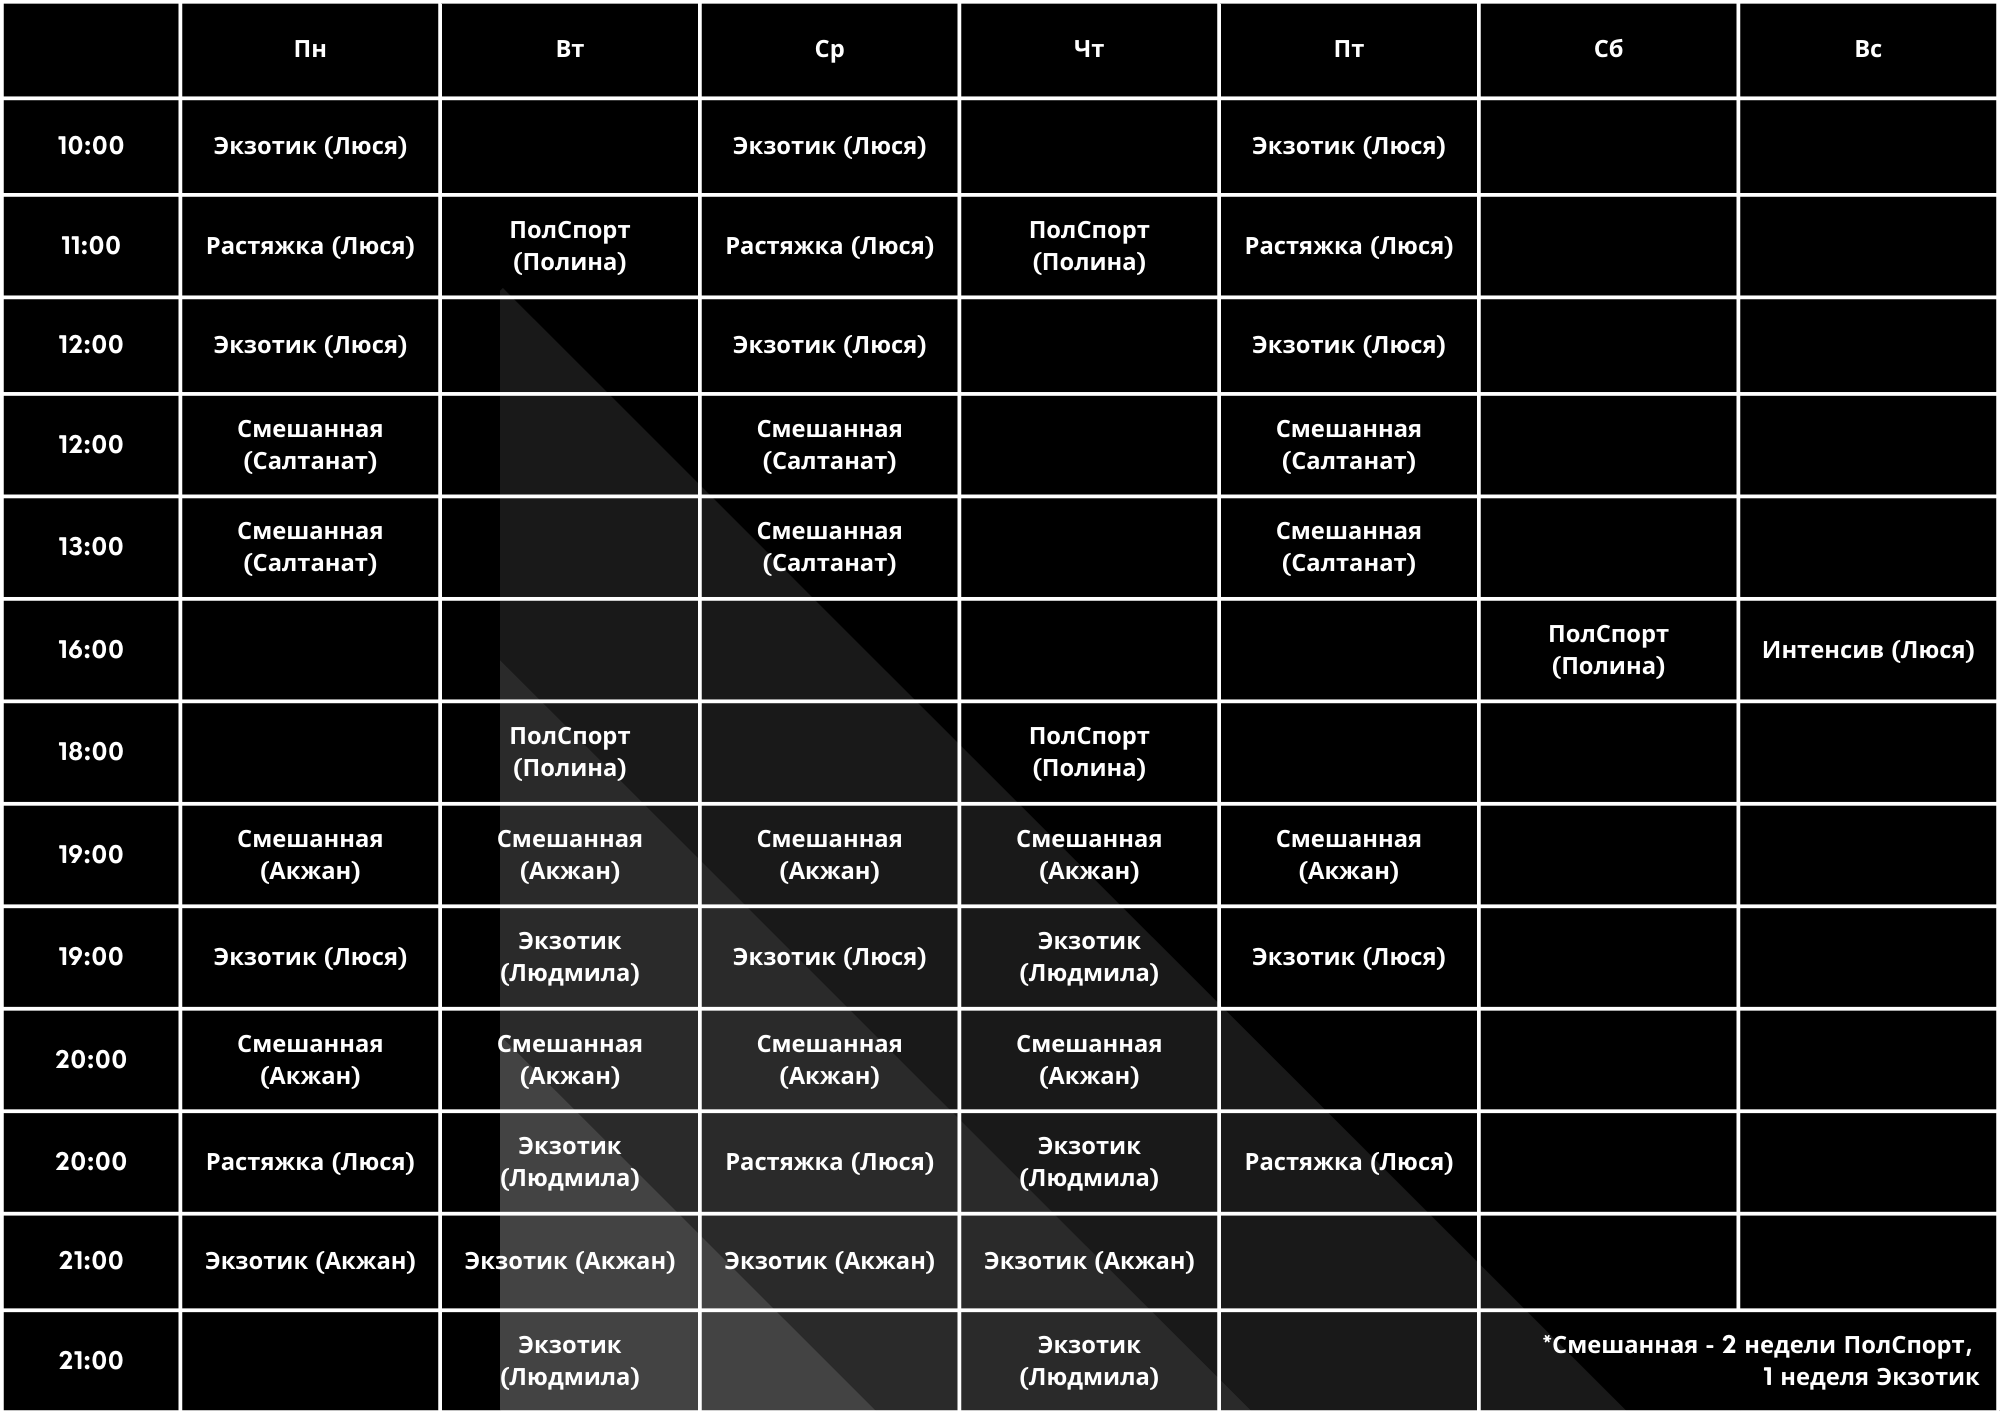 Пн Вт Ср Чт Пт Сб Вс
10:00 Экзотик (Люся) Экзотик (Люся) Экзотик (Люся)
11:00 Растяжка (Люся) ПолСпорт (Полина) Растяжка (Люся) ПолСпорт (Полина) Растяжка (Люся)
12:00 Экзотик (Люся) Экзотик (Люся) Экзотик (Люся)
12:00 Смешанная (Салтанат) Смешанная (Салтанат) Смешанная (Салтанат)
13:00 Смешанная (Салтанат) Смешанная (Салтанат) Смешанная (Салтанат)
16:00 ПолСпорт (Полина) Интенсив (Люся)
18:00 ПолСпорт (Полина) ПолСпорт (Полина)
19:00 Смешанная (Акжан) Смешанная (Акжан) Смешанная (Акжан) Смешанная (Акжан) Смешанная (Акжан)
19:00 Экзотик (Люся) Экзотик (Людмила) Экзотик (Люся) Экзотик (Людмила) Экзотик (Люся)
20:00 Смешанная (Акжан) Смешанная (Акжан) Смешанная (Акжан) Смешанная (Акжан)
20:00 Растяжка (Люся) Экзотик (Людмила) Растяжка (Люся) Экзотик (Людмила) Растяжка (Люся)
21:00 Экзотик (Акжан) Экзотик (Акжан) Экзотик (Акжан) Экзотик (Акжан)
21:00 Экзотик (Людмила) Экзотик (Людмила)
*Смешанная - 2 недели ПолСпорт,
1 неделя Экзотик